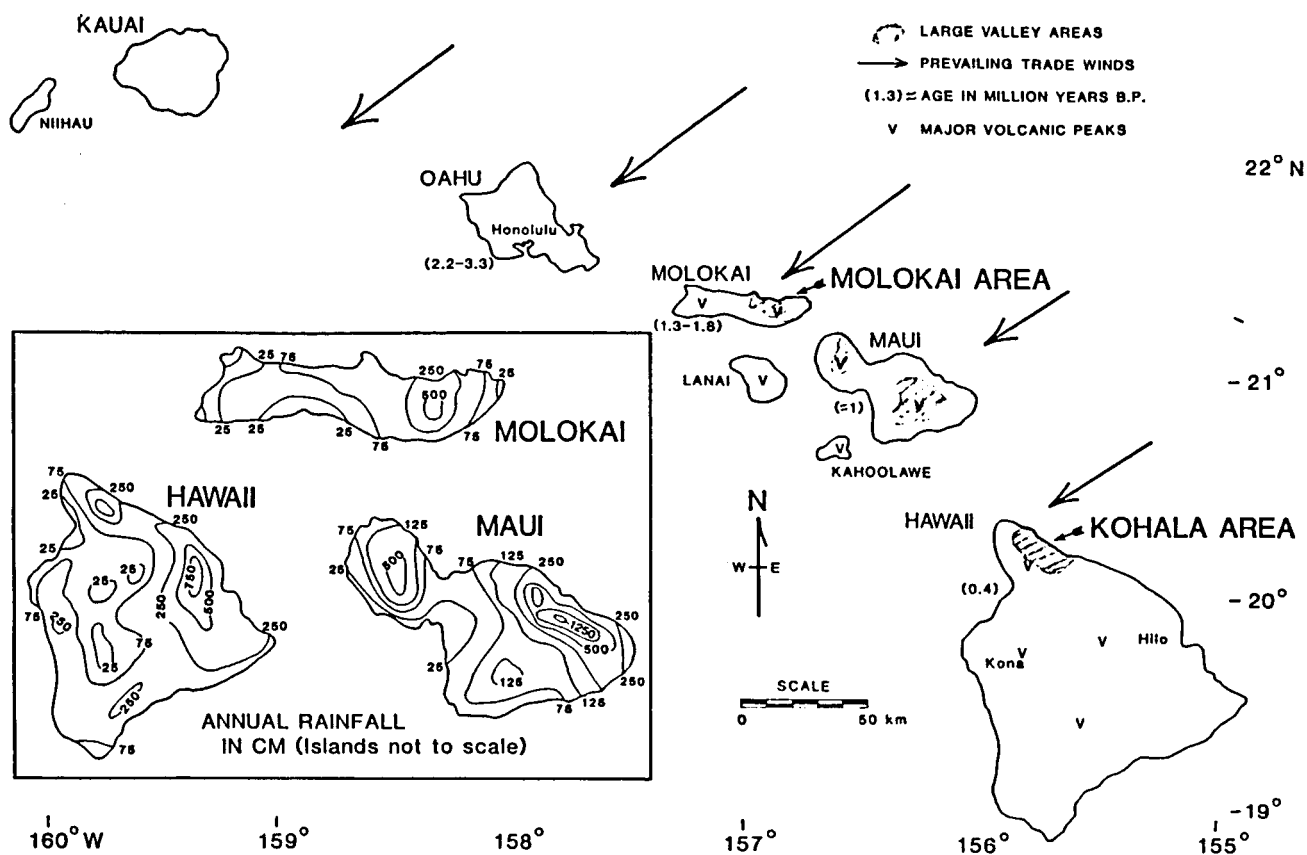 KAUAI
NIIHAU
LARGE VALLEY AREAS
PREVAILING TRADE WINDS
(1.3)= AGE IN MILLION YEARS B.P.
V MAJOR VOLCANIC PEAKS
22° N
OAHU
Honolulu
(2.2-3.3)
MOLOKAI
MOLOKAI AREA
V
V
(1.3-1.8)
MAUI
V
V
(=1)
LANAI
V
-21°
V
KAHOOLAWE
N
W E
HAWAII
KOHALA AREA
V
(0.4)
-20°
V
Kona
V
Hilo
V
SCALE
0 50 km
-19°
25 75
250
75
25
500
25
25
25
75
75
MOLOKAI
75
25
250
HAWAII
250
25
25
25
750
250
500
75
250
75
250
25
250
75
MAUI
75
125
75
500
125
250
1250
500
25
125
250
75
125
ANNUAL RAINFALL
IN CM (Islands not to scale)
160° W
159°
158°
157°
156°
155°